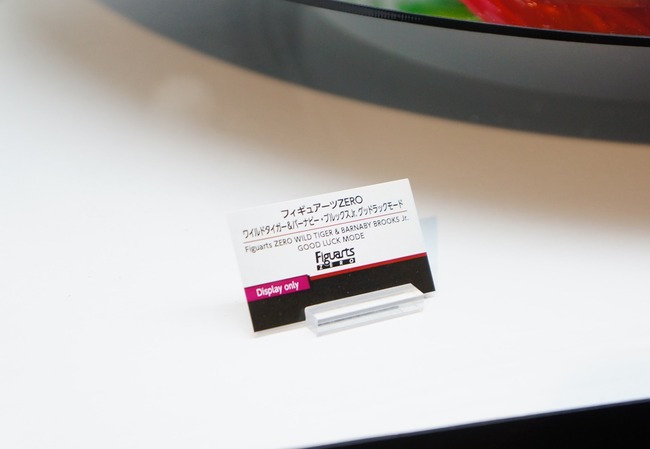 フィギュアーツZERO
ワイルドタイガー&バーナビー・ブルックスJr.グッドラックモード
Figuarts ZERO WILD TIGER & BARNABY BROOKS Jr.
GOOD LUCK MODE
Figuarts
ZERO
Display only